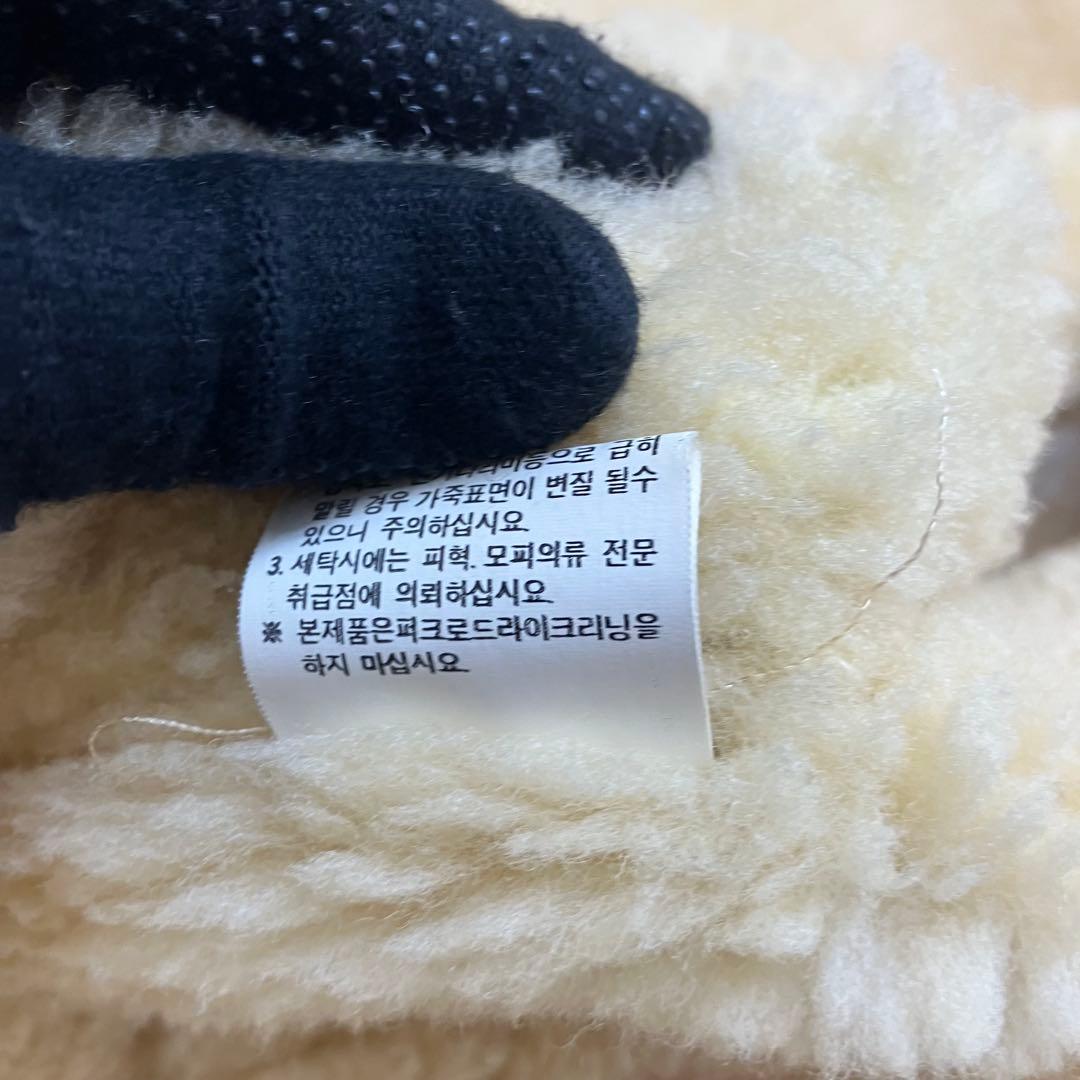 급히
말릴 경우 가죽표면이 변질 될수
있으니 주의하십시요.
3. 세탁시에는 피혁. 모피의류 전문
취급점에 의뢰하십시요.
※ 본제품은퍼크로드라이크리닝을
하지 마십시요.